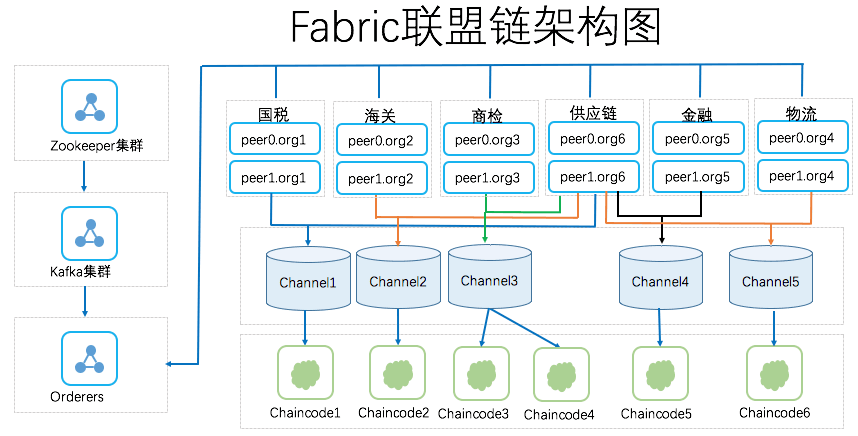 Fabric联盟链架构图
Zookeeper集群
Kafka集群
Orderers
国税
peer0.org1
peer1.org1
海关
peer0.org2
peer1.org2
商检
peer0.org3
peer1.org3
供应链
peer0.org6
peer1.org6
金融
peer0.org5
peer1.org5
物流
peer0.org4
peer1.org4
Channel1
Channel2
Channel3
Channel4
Channel5
Chaincode1
Chaincode2
Chaincode3
Chaincode4
Chaincode5
Chaincode6